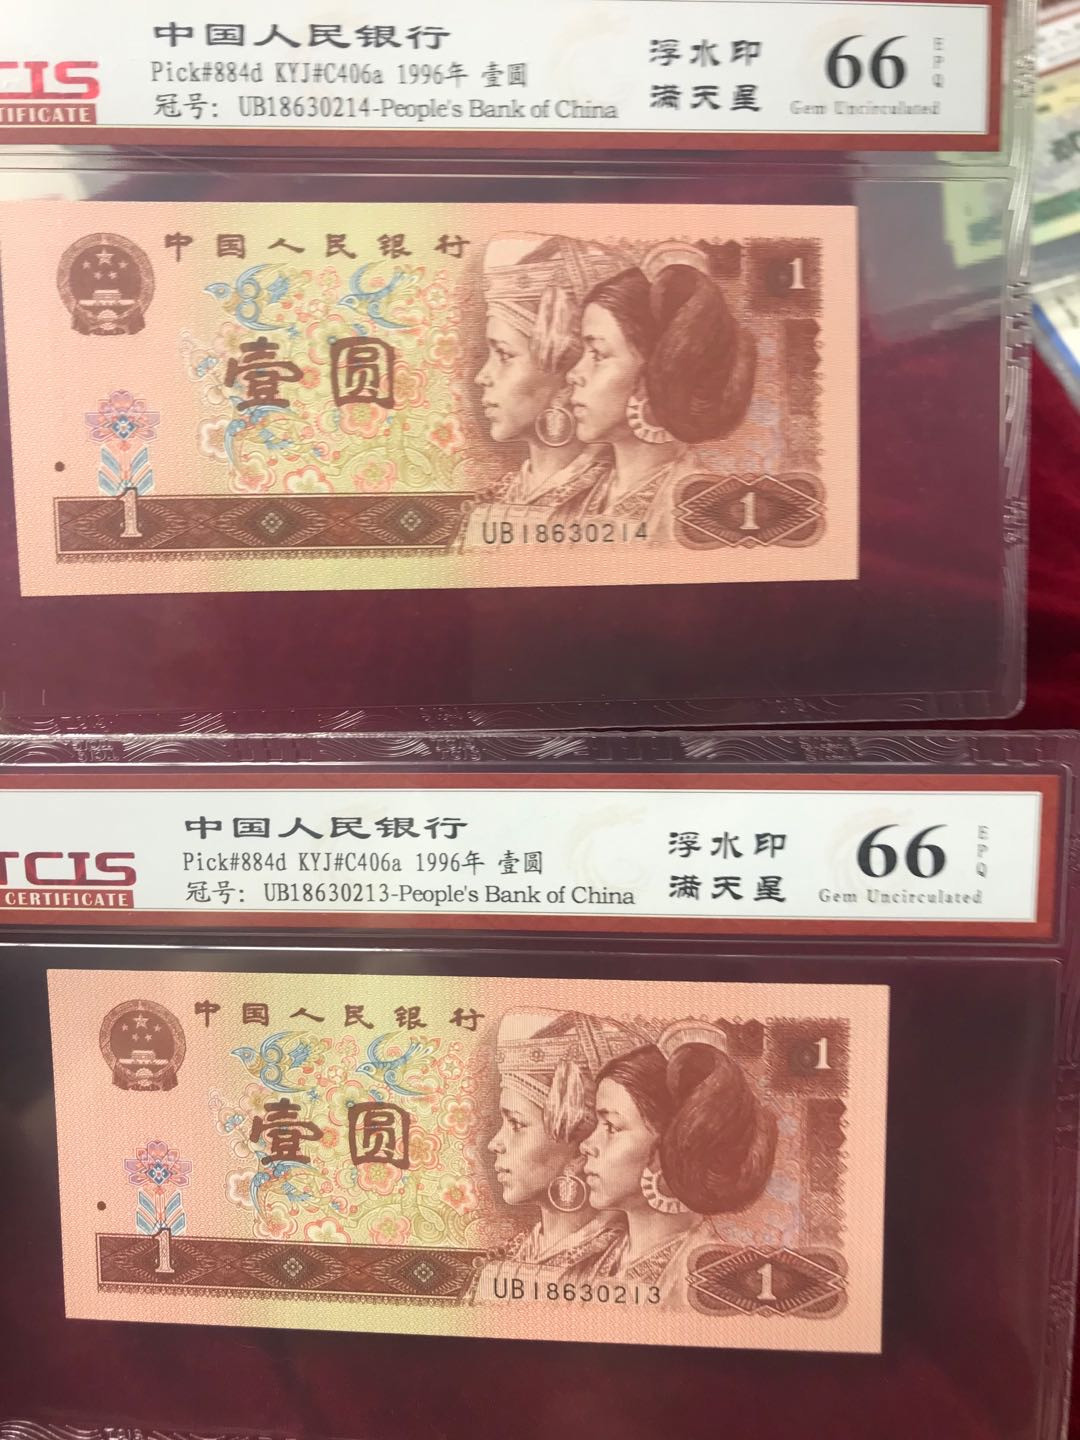 中国人民银行
Pick#884d KYJ#C406a 1996年 壹圆
冠号: UB18630214-People's Bank of China
浮水印
满天星
66
EPQ
Gem Uncirculated
CIS
TIFICATE
中国人民银行
壹圆
1
1
UB18630214
1
中国人民银行
Pick#884d KYJ#C406a 1996年 壹圆
冠号: UB18630213-People's Bank of China
浮水印
满天星
66
EPQ
Gem Uncirculated
TCIS
CERTIFICATE
中国人民银行
壹圆
1
1
UB18630213
1